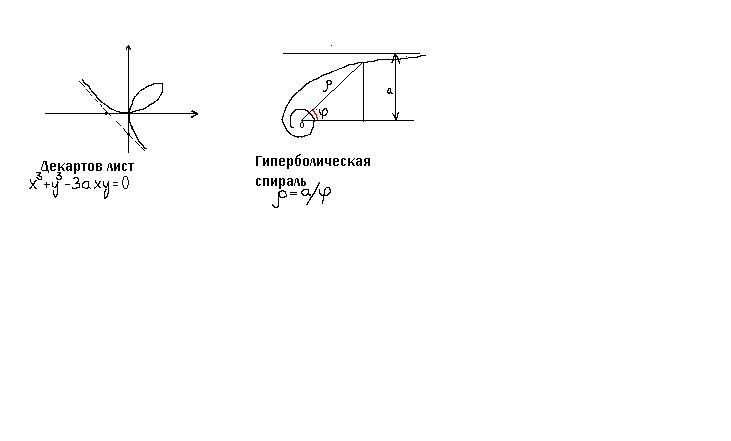 ρ
a
φ
Декартов лист
x³+y³-3axy=0
Гиперболическая
спираль
ρ=a/φ